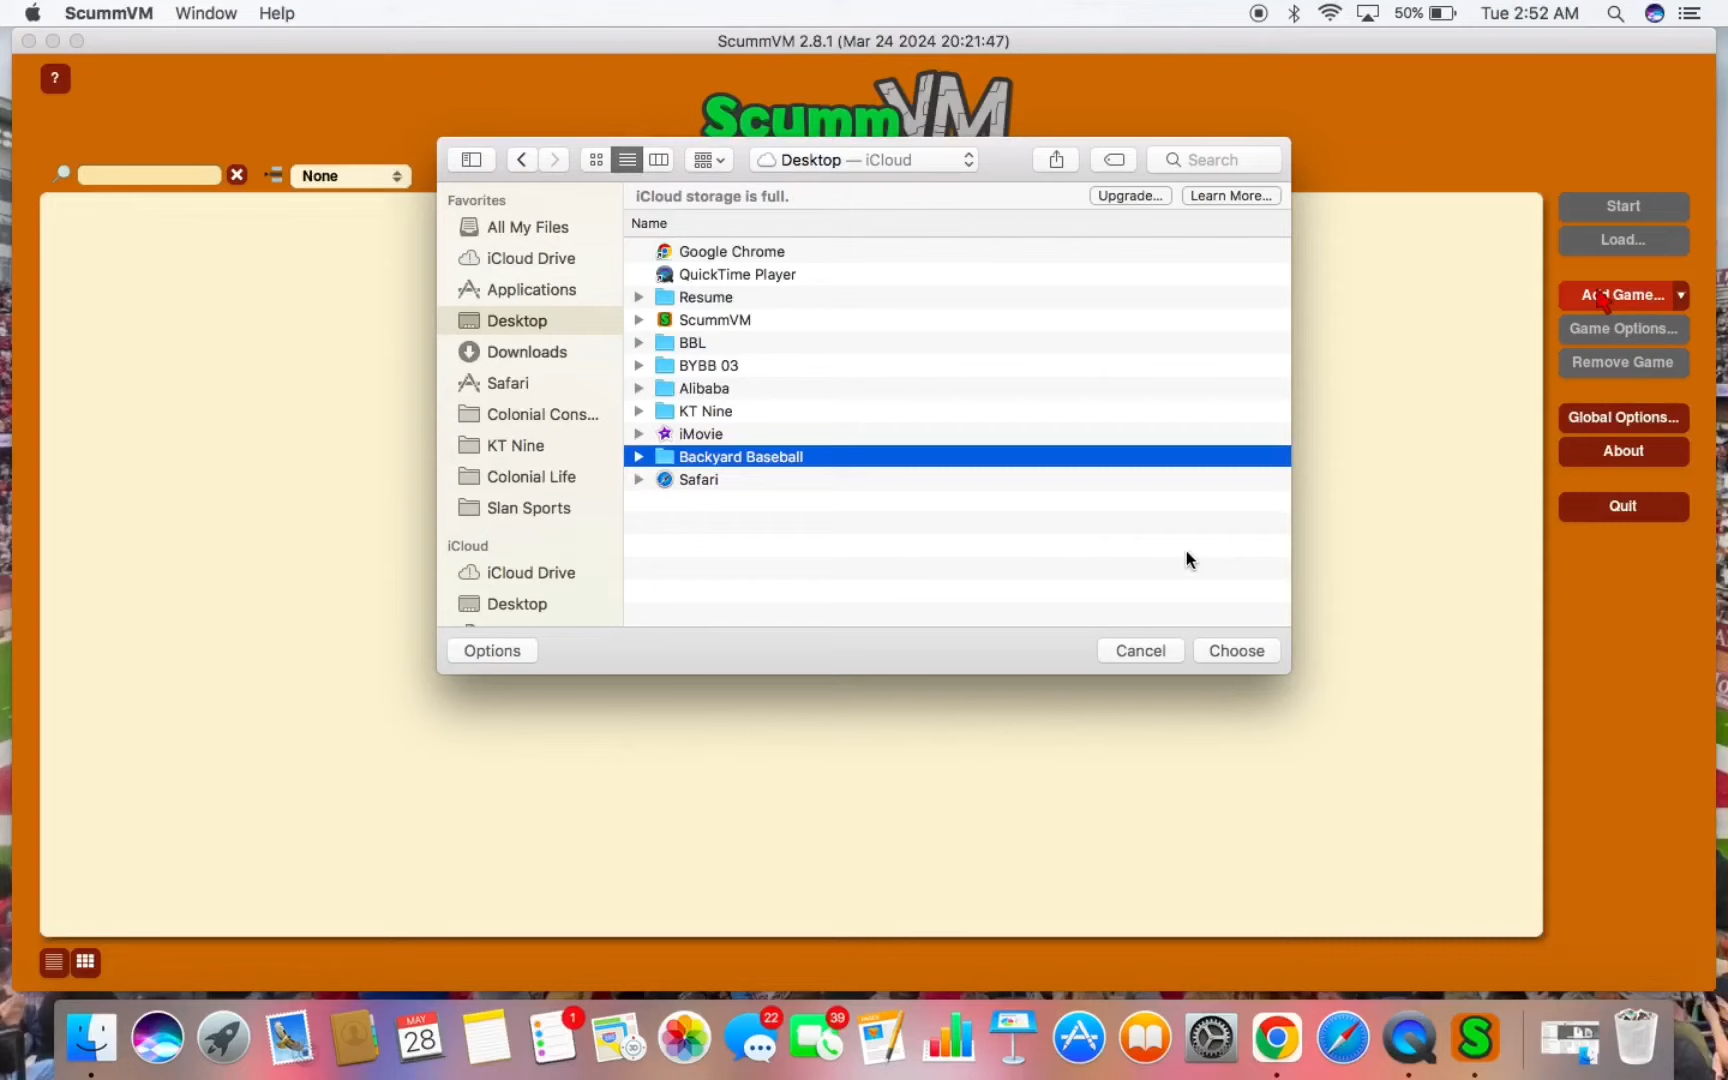 ScummVM Window Help 50% Tue 2:52 AM
ScummVM 2.8.1 (Mar 24 2024 20:21:47)
?
ScummVM
None
Desktop — iCloud
Search
Favorites
All My Files
iCloud Drive
Applications
Desktop
Downloads
Safari
Colonial Cons...
KT Nine
Colonial Life
Slan Sports
iCloud
iCloud Drive
Desktop
iCloud storage is full.
Upgrade...
Learn More...
Name
Google Chrome
QuickTime Player
Resume
ScummVM
BBL
BYBB 03
Alibaba
KT Nine
iMovie
Backyard Baseball
Safari
Options
Cancel
Choose
Start
Load...
Add Game...
Game Options...
Remove Game
Global Options...
About
Quit
MAY
28
1
22
39